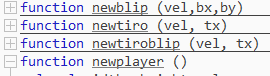 function newblip (vel,bx,by)
function newtiro (vel, tx)
function newtiroblip (vel, tx)
function newplayer ()